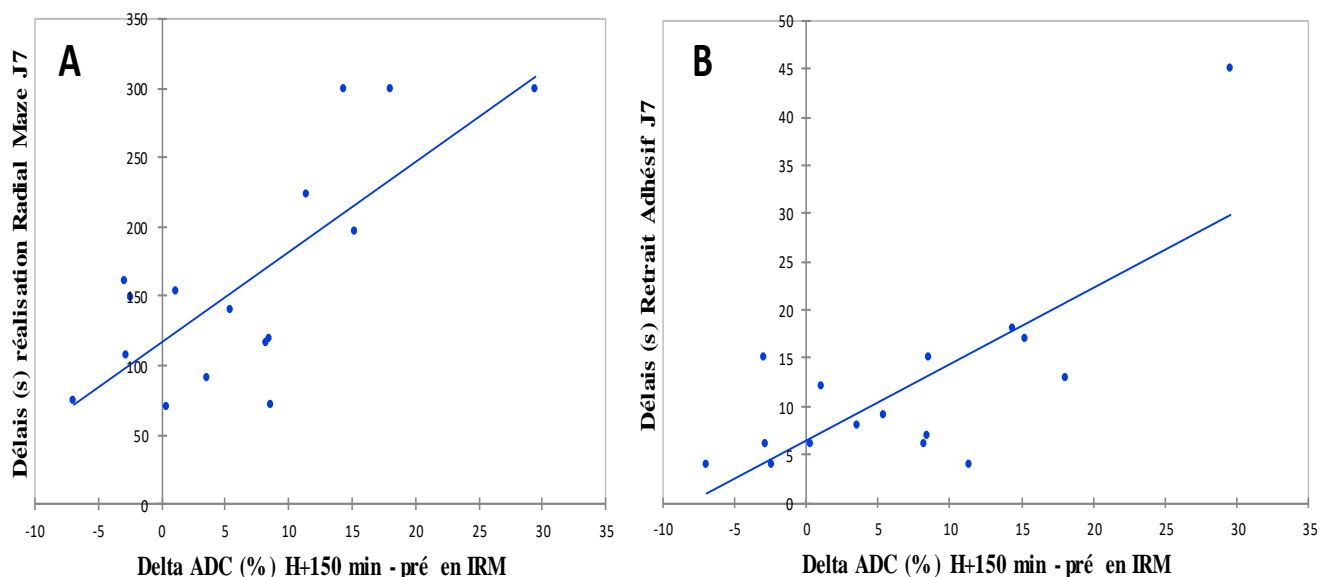 A
Délais (s) réalisation Radial Maze J7
350
300
250
200
150
100
50
0
-10 -5 0 5 10 15 20 25 30 35
Delta ADC (%) H+150 min - pré en IRM
B
Délais (s) Retrait Adhésif J7
50
45
40
35
30
25
20
15
10
5
0
-10 -5 0 5 10 15 20 25 30 35
Delta ADC (%) H+150 min - pré en IRM